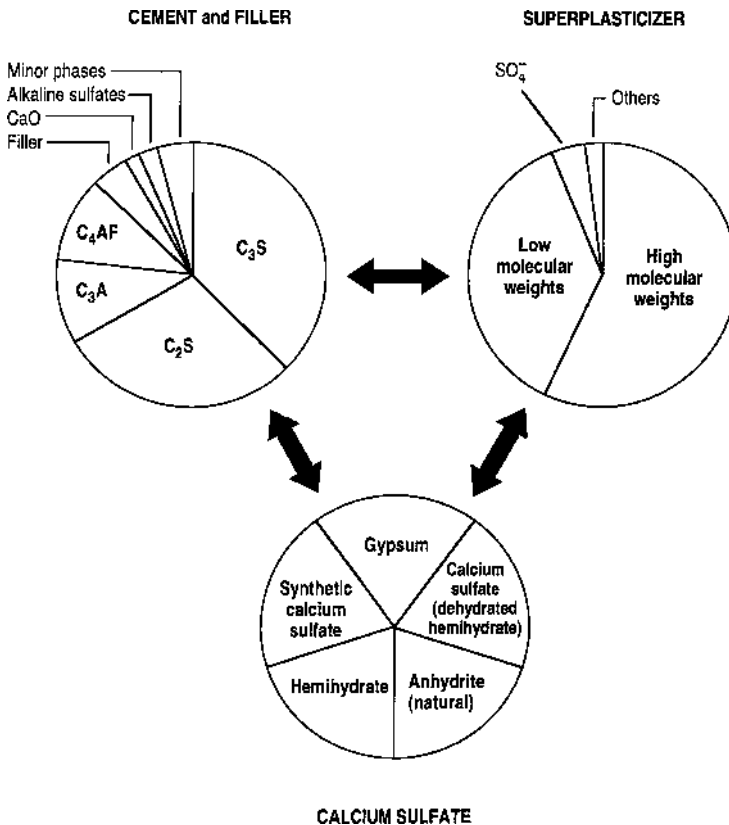 CEMENT and FILLER
SUPERPLASTICIZER
Minor phases
Alkaline sulfates
CaO
Filler
C₄AF
C₃A
C₂S
C₃S
SO₄⁻
Others
Low
molecular
weights
High
molecular
weights
Gypsum
Synthetic
calcium
sulfate
Calcium
sulfate
(dehydrated
hemihydrate)
Hemihydrate
Anhydrite
(natural)
CALCIUM SULFATE